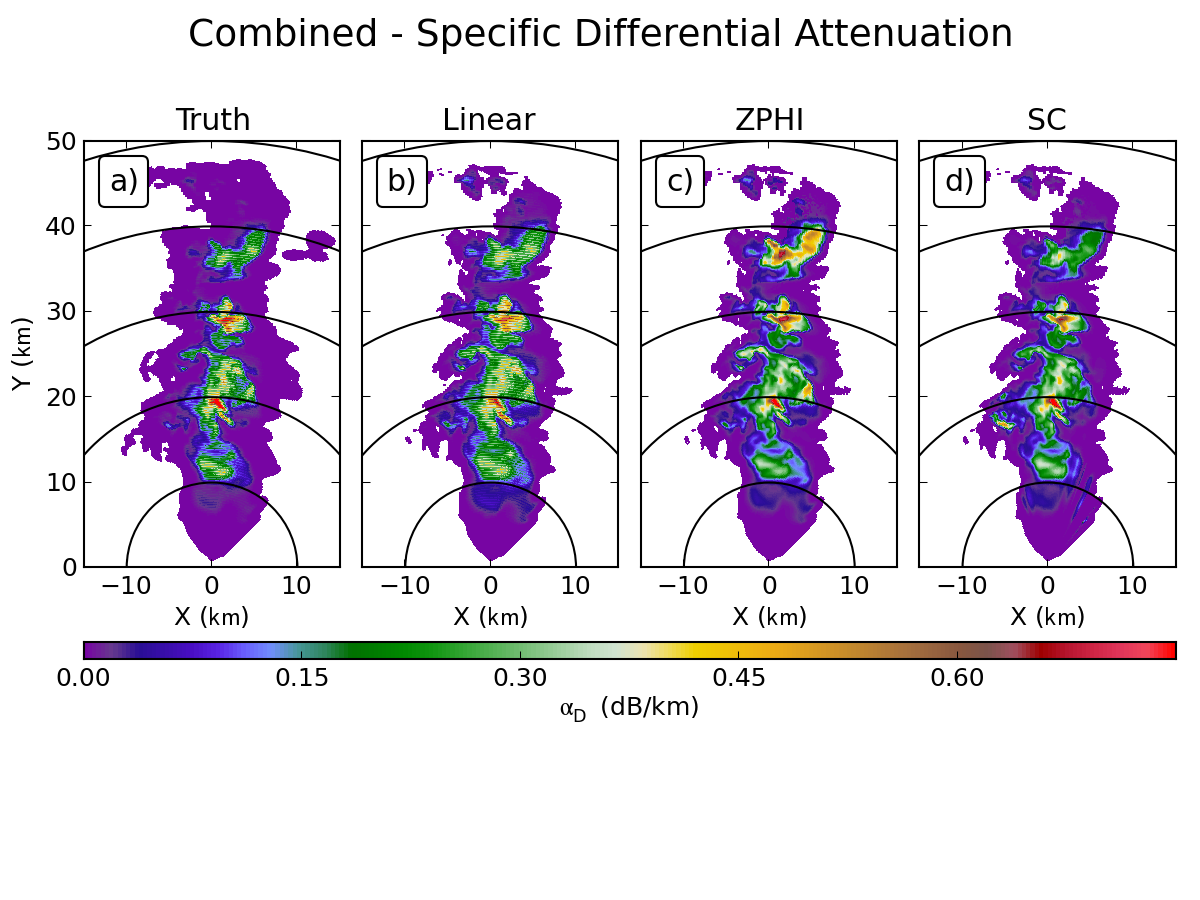 Combined - Specific Differential Attenuation
Truth Linear ZPHI SC
a) b) c) d)
50
40
30
20
10
0
Y (km)
−10 0 10 −10 0 10 −10 0 10 −10 0 10
X (km) X (km) X (km) X (km)
0.00 0.15 0.30 0.45 0.60
α_D (dB/km)